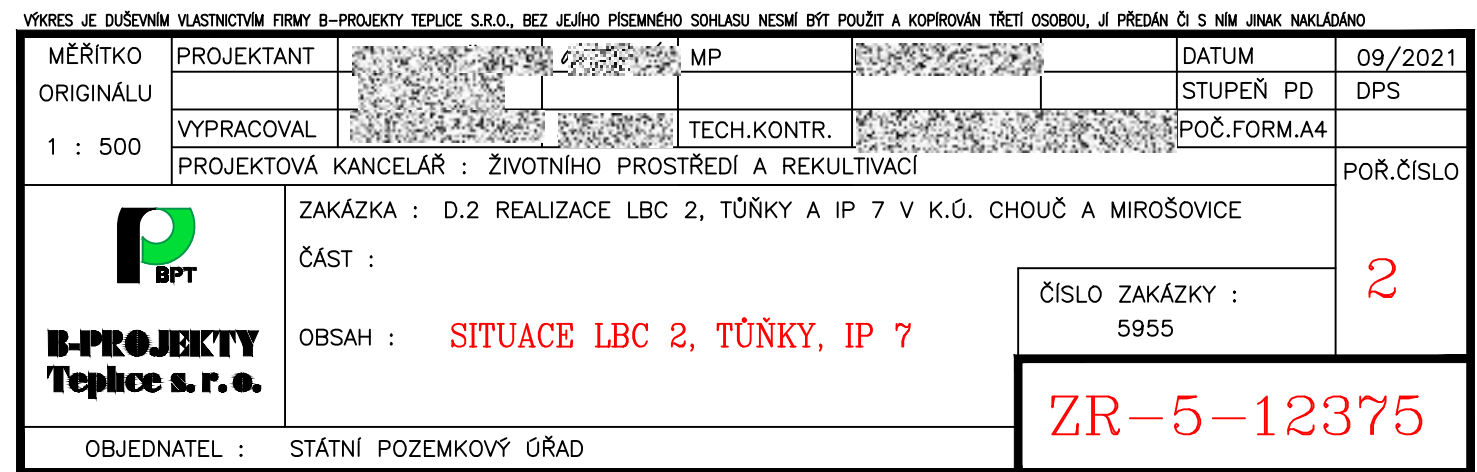 VÝKRES JE DUŠEVNÍM VLASTNICTVÍM FIRMY B-PROJEKTY TEPLICE S.R.O., BEZ JEJÍHO PÍSEMNÉHO SOHLASU NESMÍ BÝT POUŽIT A KOPÍROVÁN TŘETÍ OSOBOU, JÍ PŘEDÁN ČI S NÍM JINAK NAKLÁDÁNO
MĚŘÍTKO ORIGINÁLU
1 : 500
PROJEKTANT
MP
DATUM 09/2021
STUPEŇ PD DPS
VYPRACOVAL
TECH.KONTR.
POČ.FORM.A4
PROJEKTOVÁ KANCELÁŘ : ŽIVOTNÍHO PROSTŘEDÍ A REKULTIVACÍ
POŘ.ČÍSLO
2
BPT
B-PROJEKTY
Teplice s.r.o.
ZAKÁZKA : D.2 REALIZACE LBC 2, TŮŇKY A IP 7 V K.Ú. CHOUČ A MIROŠOVICE
ČÁST :
OBSAH : SITUACE LBC 2, TŮŇKY, IP 7
ČÍSLO ZAKÁZKY :
5955
ZR-5-12375
OBJEDNATEL : STÁTNÍ POZEMKOVÝ ÚŘAD